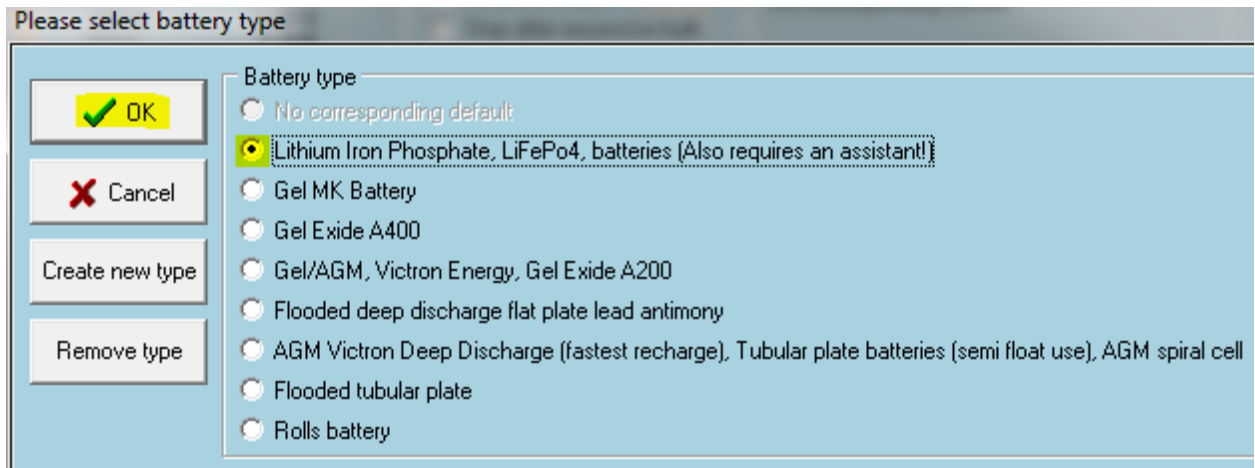 Please select battery type
Battery type
OK
No corresponding default
Lithium Iron Phosphate, LiFePo4, batteries (Also requires an assistant!)
Cancel
Gel MK Battery
Gel Exide A400
Create new type
Gel/AGM, Victron Energy, Gel Exide A200
Flooded deep discharge flat plate lead antimony
Remove type
AGM Victron Deep Discharge (fastest recharge), Tubular plate batteries (semi float use), AGM spiral cell
Flooded tubular plate
Rolls battery